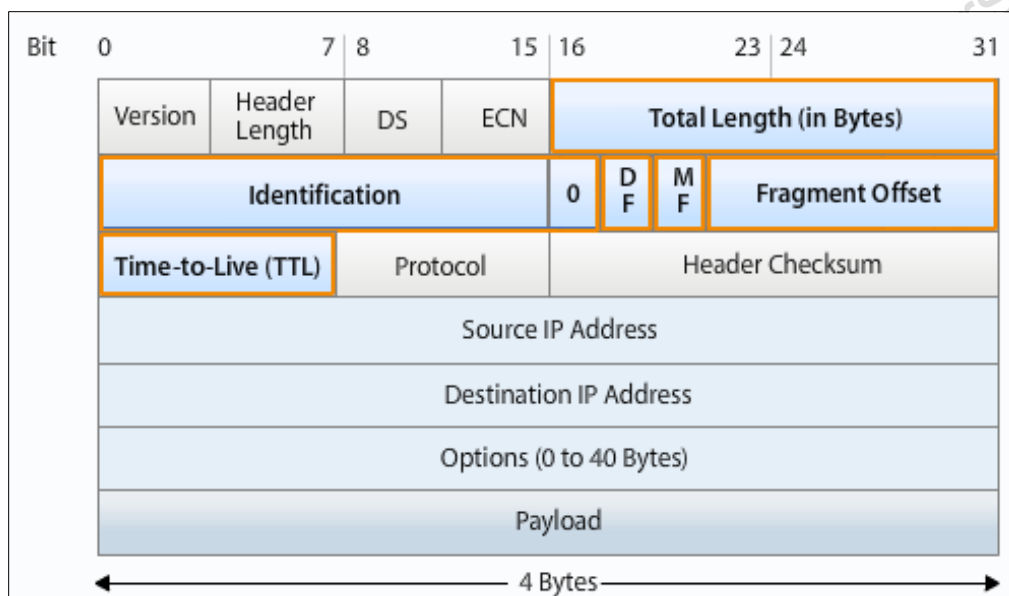 Bit 0 7 8 15 16 23 24 31
Version Header Length DS ECN Total Length (in Bytes)
Identification 0 DF MF Fragment Offset
Time-to-Live (TTL) Protocol Header Checksum
Source IP Address
Destination IP Address
Options (0 to 40 Bytes)
Payload
4 Bytes